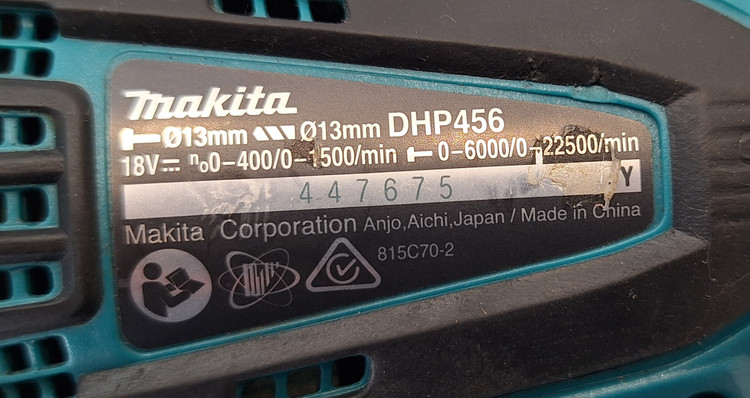 makita
Ø13mm Ø13mm DHP456
18V⎓ n₀0-400/0-1500/min 0-6000/0-22500/min
447675 Y
Makita Corporation Anjo,Aichi,Japan / Made in China
815C70-2